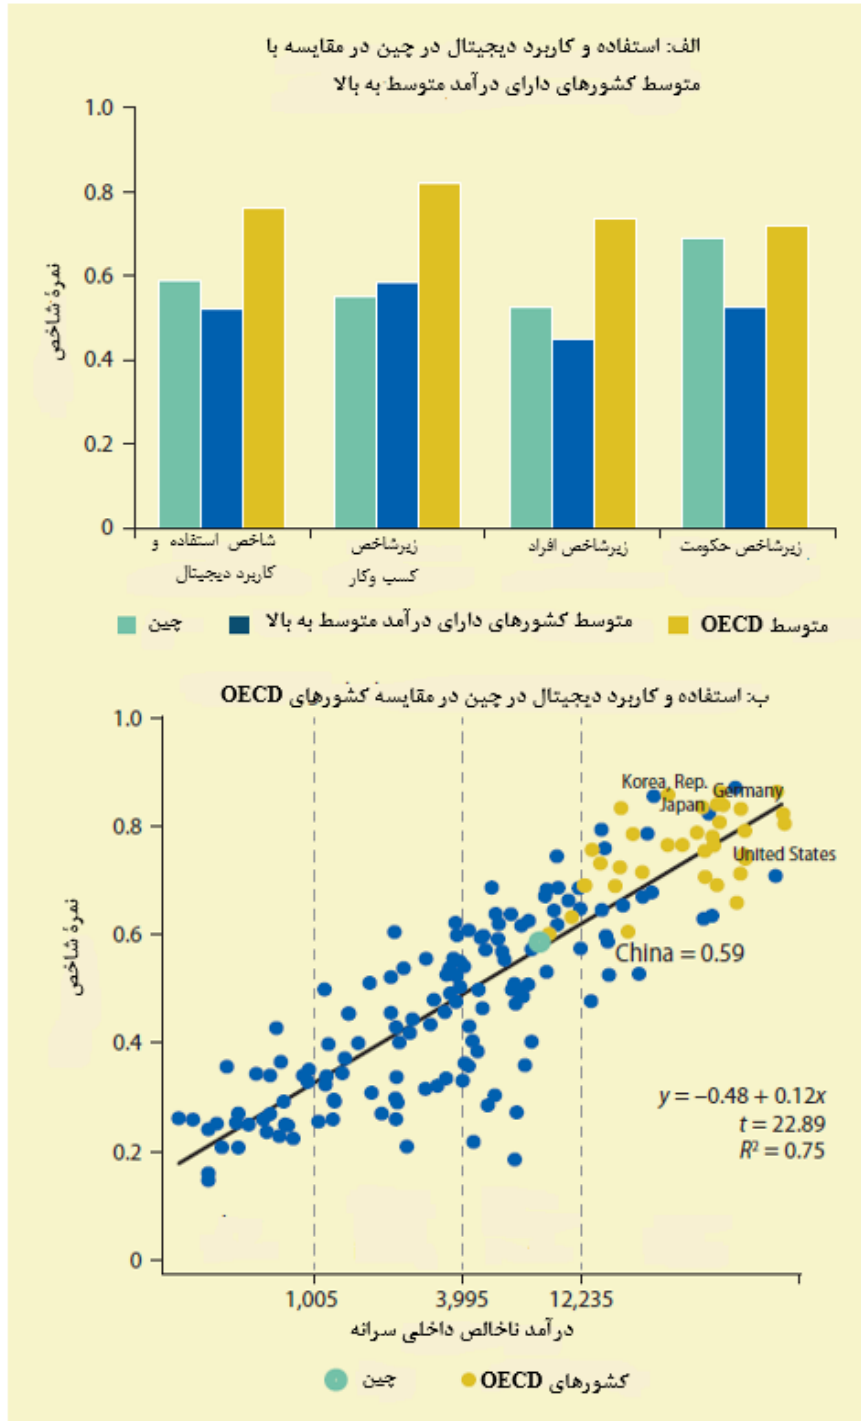 الف: استفاده و کاربرد دیجیتال در چین در مقایسه با
متوسط کشورهای دارای درآمد متوسط به بالا
1.0
0.8
0.6
0.4
0.2
0
نمرهٔ شاخص
شاخص استفاده و
کاربرد دیجیتال
زیرشاخص
کسب وکار
زیرشاخص افراد
زیرشاخص حکومت
چین
متوسط کشورهای دارای درآمد متوسط به بالا
متوسط OECD
ب: استفاده و کاربرد دیجیتال در چین در مقایسهٔ کشورهای OECD
1.0
0.8
0.6
0.4
0.2
0
نمرهٔ شاخص
Korea, Rep.
Germany
Japan
United States
China = 0.59
y = −0.48 + 0.12x
t = 22.89
R² = 0.75
1,005
3,995
12,235
درآمد ناخالص داخلی سرانه
چین
کشورهای OECD